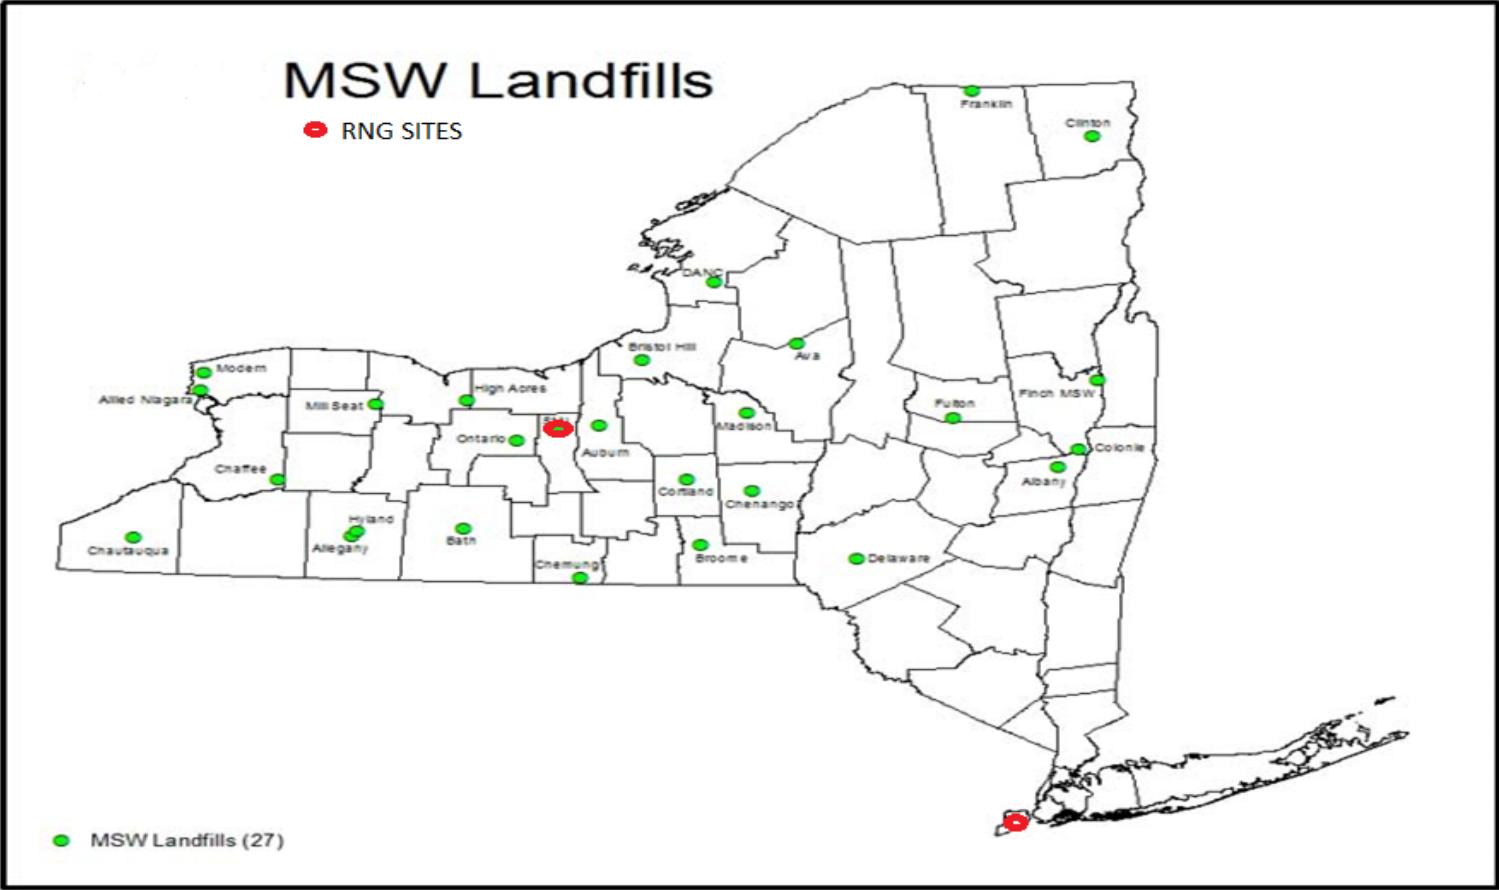 MSW Landfills
RNG SITES
Franklin
Clinton
DANC
Bristol Hill
Ava
Modern
High Acres
Finch MSW
Allied Niagara
Mill Seat
Fulton
Madison
Ontario
Auburn
Colonie
Chaffee
Albany
Cortland
Chenango
Hyland
Allegany
Bath
Chautauqua
Broome
Delaware
Chemung
MSW Landfills (27)